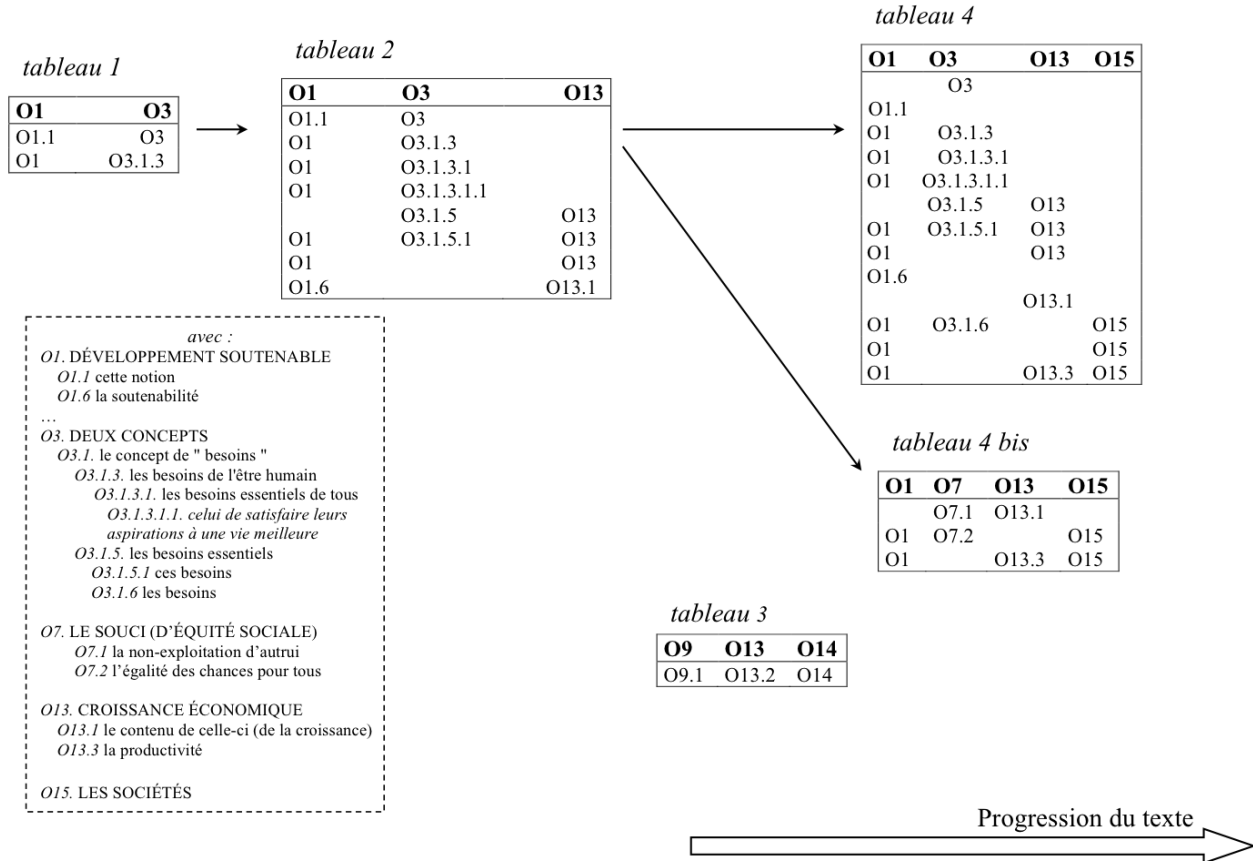 tableau 1
O1 O3
O1.1 O3
O1 O3.1.3
tableau 2
O1 O3 O13
O1.1 O3
O1 O3.1.3
O1 O3.1.3.1
O1 O3.1.3.1.1
O3.1.5 O13
O1 O3.1.5.1 O13
O1 O13
O1.6 O13.1
tableau 4
O1 O3 O13 O15
O3
O1.1
O1 O3.1.3
O1 O3.1.3.1
O1 O3.1.3.1.1
O3.1.5 O13
O1 O3.1.5.1 O13
O1 O13
O1.6
O13.1
O1 O3.1.6 O15
O1 O15
O1 O13.3 O15
avec :
O1. DÉVELOPPEMENT SOUTENABLE
O1.1 cette notion
O1.6 la soutenabilité
…
O3. DEUX CONCEPTS
O3.1. le concept de " besoins "
O3.1.3. les besoins de l'être humain
O3.1.3.1. les besoins essentiels de tous
O3.1.3.1.1. celui de satisfaire leurs
aspirations à une vie meilleure
O3.1.5. les besoins essentiels
O3.1.5.1 ces besoins
O3.1.6 les besoins
O7. LE SOUCI (D’ÉQUITÉ SOCIALE)
O7.1 la non-exploitation d’autrui
O7.2 l’égalité des chances pour tous
O13. CROISSANCE ÉCONOMIQUE
O13.1 le contenu de celle-ci (de la croissance)
O13.3 la productivité
O15. LES SOCIÉTÉS
tableau 4 bis
O1 O7 O13 O15
O7.1 O13.1
O1 O7.2 O15
O1 O13.3 O15
tableau 3
O9 O13 O14
O9.1 O13.2 O14
Progression du texte